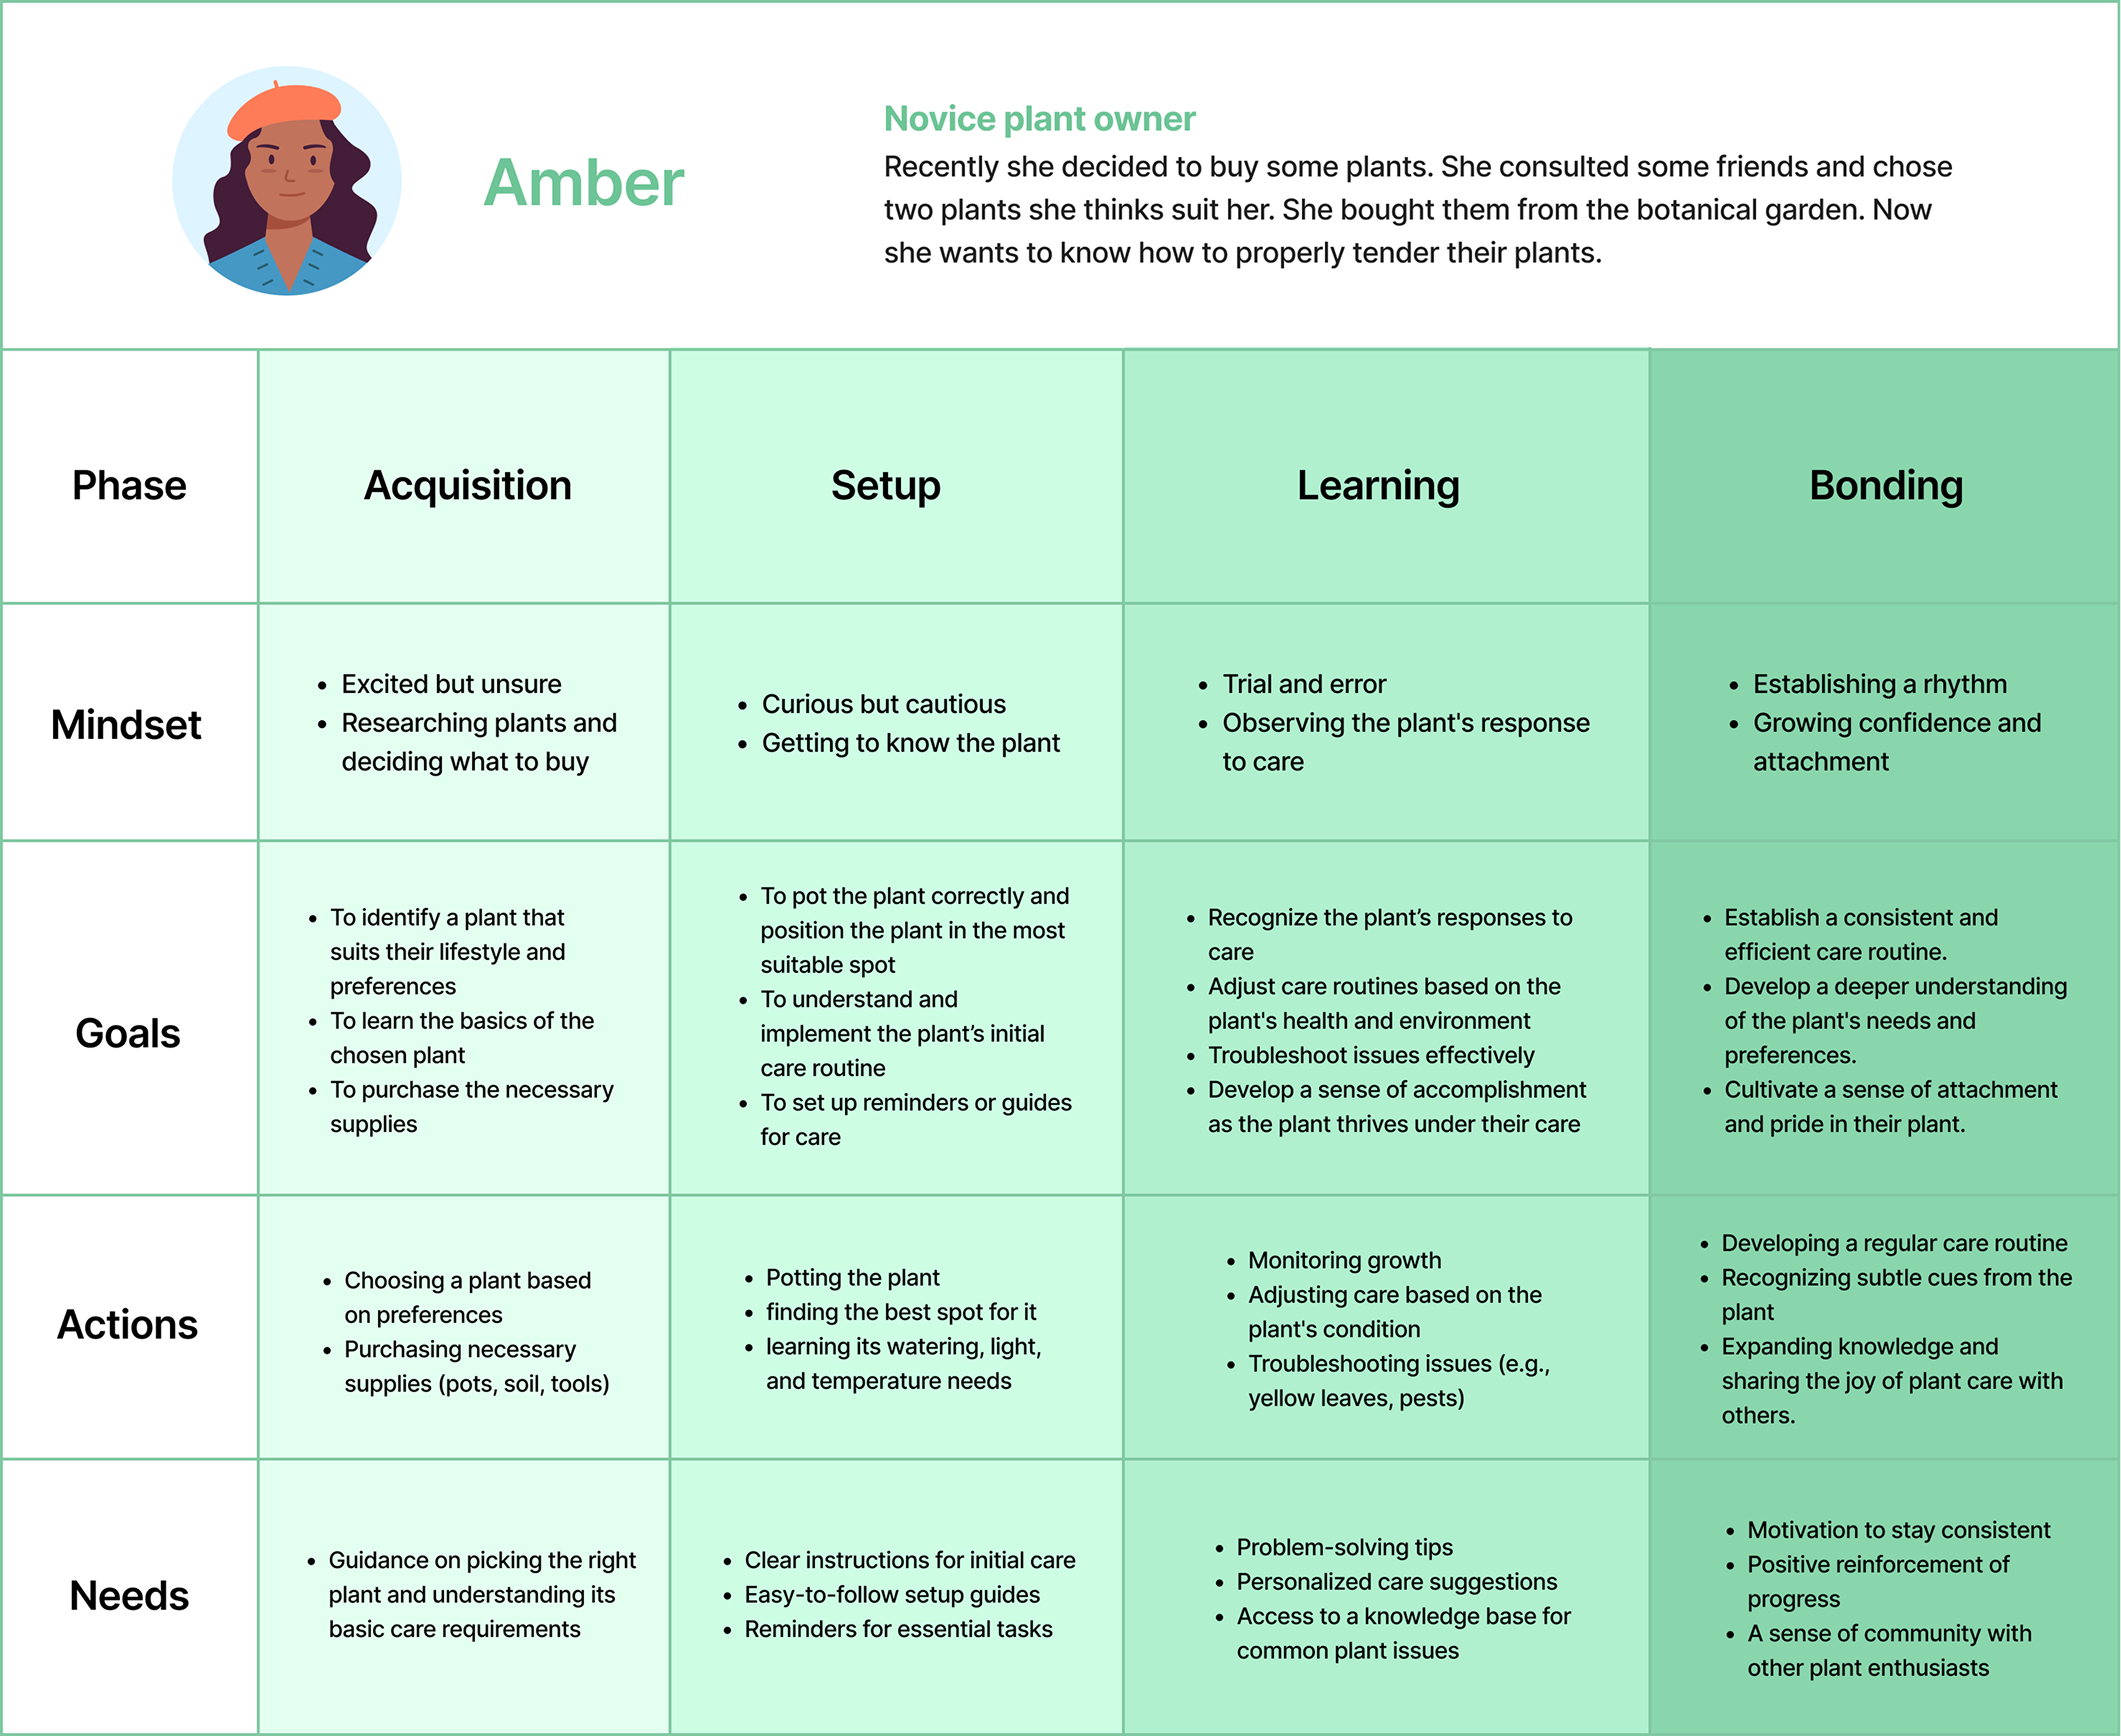 Amber
Novice plant owner
Recently she decided to buy some plants. She consulted some friends and chose
two plants she thinks suit her. She bought them from the botanical garden. Now
she wants to know how to properly tender their plants.
Phase
Acquisition
Setup
Learning
Bonding
Mindset
• Excited but unsure
• Researching plants and
deciding what to buy
• Curious but cautious
• Getting to know the plant
• Trial and error
• Observing the plant's response
to care
• Establishing a rhythm
• Growing confidence and
attachment
Goals
• To identify a plant that
suits their lifestyle and
preferences
• To learn the basics of the
chosen plant
• To purchase the necessary
supplies
• To pot the plant correctly and
position the plant in the most
suitable spot
• To understand and
implement the plant’s initial
care routine
• To set up reminders or guides
for care
• Recognize the plant’s responses to
care
• Adjust care routines based on the
plant's health and environment
• Troubleshoot issues effectively
• Develop a sense of accomplishment
as the plant thrives under their care
• Establish a consistent and
efficient care routine.
• Develop a deeper understanding
of the plant's needs and
preferences.
• Cultivate a sense of attachment
and pride in their plant.
Actions
• Choosing a plant based
on preferences
• Purchasing necessary
supplies (pots, soil, tools)
• Potting the plant
• finding the best spot for it
• learning its watering, light,
and temperature needs
• Monitoring growth
• Adjusting care based on the
plant's condition
• Troubleshooting issues (e.g.,
yellow leaves, pests)
• Developing a regular care routine
• Recognizing subtle cues from the
plant
• Expanding knowledge and
sharing the joy of plant care with
others.
Needs
• Guidance on picking the right
plant and understanding its
basic care requirements
• Clear instructions for initial care
• Easy-to-follow setup guides
• Reminders for essential tasks
• Problem-solving tips
• Personalized care suggestions
• Access to a knowledge base for
common plant issues
• Motivation to stay consistent
• Positive reinforcement of
progress
• A sense of community with
other plant enthusiasts